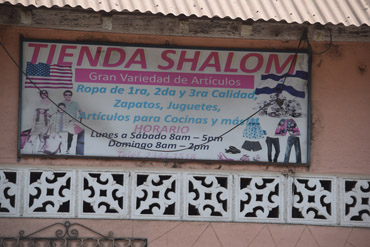 TIENDA SHALOM
Gran Variedad de Artículos
Ropa de 1ra, 2da y 3ra Calidad,
Zapatos, Juguetes,
Artículos para Cocinas y más
HORARIO
Lunes a Sábado 8am - 5pm
Domingo 8am - 2pm